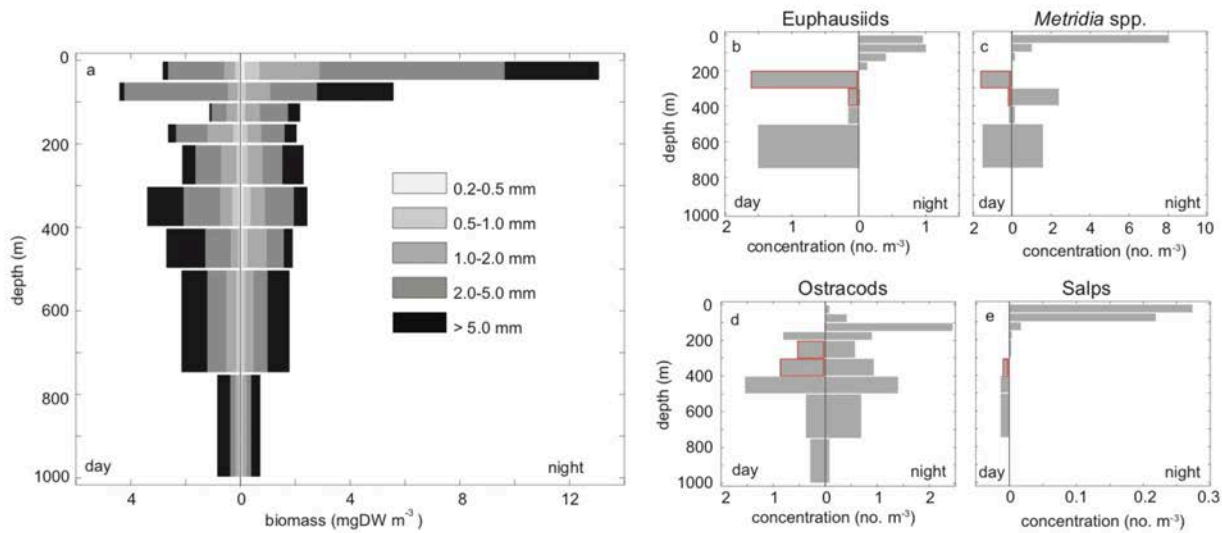 Euphausiids
Metridia spp.
0
200
400
600
800
1000
depth (m)
a
0.2-0.5 mm
0.5-1.0 mm
1.0-2.0 mm
2.0-5.0 mm
> 5.0 mm
day
night
4 0 4 8 12
biomass (mgDW m⁻³)
0
200
400
600
800
1000
depth (m)
b
day
night
2 1 0 1
concentration (no. m⁻³)
c
day
night
2 0 2 4 6 8 10
concentration (no. m⁻³)
Ostracods
Salps
0
200
400
600
800
1000
depth (m)
d
day
night
2 1 0 1 2
concentration (no. m⁻³)
e
day
night
0 0.1 0.2 0.3
concentration (no. m⁻³)